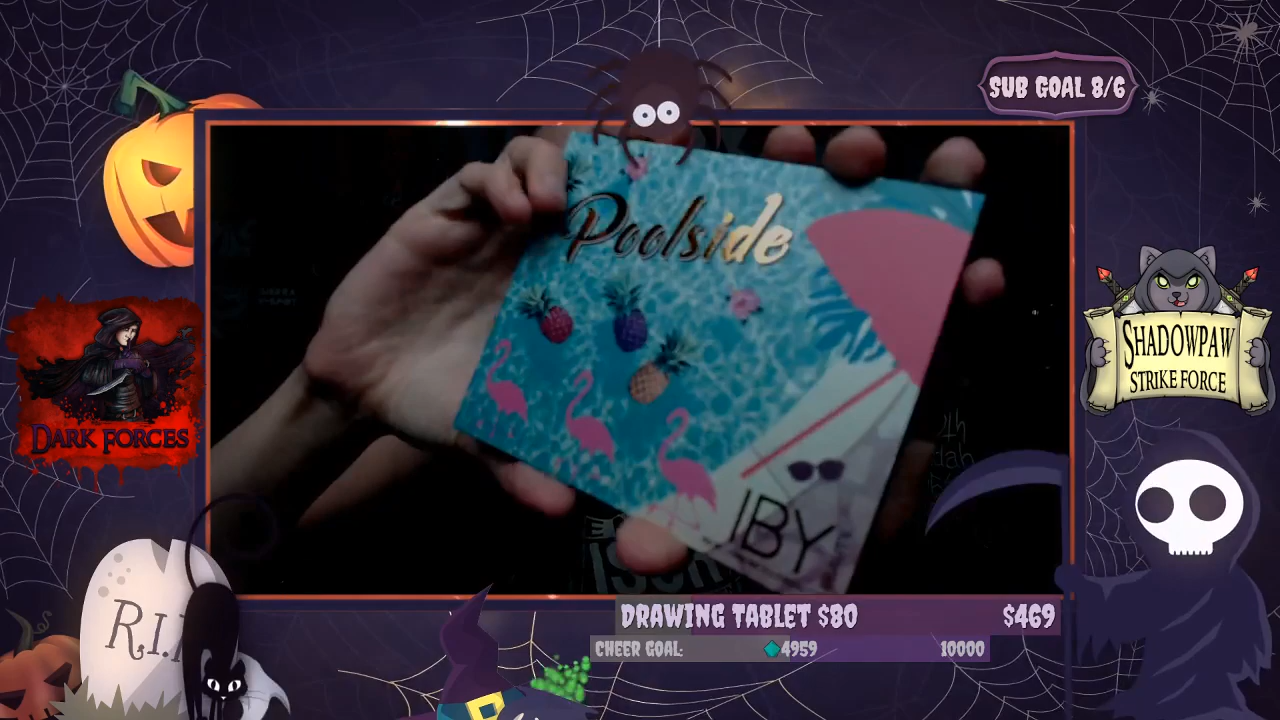 SUB GOAL 8/6
Poolside
IBY
DARK FORCES
SHADOWPAW
STRIKE FORCE
R.I.
DRAWING TABLET $80 $469
CHEER GOAL: 4959 10000